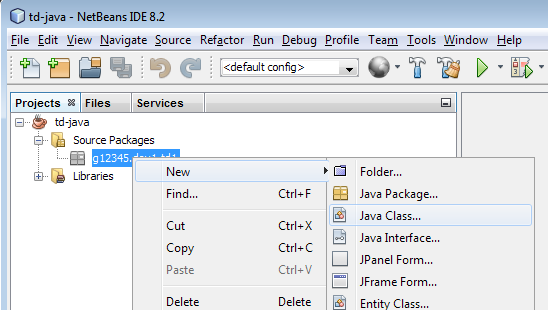 td-java - NetBeans IDE 8.2
File Edit View Navigate Source Refactor Run Debug Profile Team Tools Window Help
<default config>
Projects Files Services
td-java
Source Packages
g12345.dev1.td1
Libraries
New
Find... Ctrl+F
Cut Ctrl+X
Copy Ctrl+C
Paste Ctrl+V
Delete Delete
Folder...
Java Package...
Java Class...
Java Interface...
JPanel Form...
JFrame Form...
Entity Class...